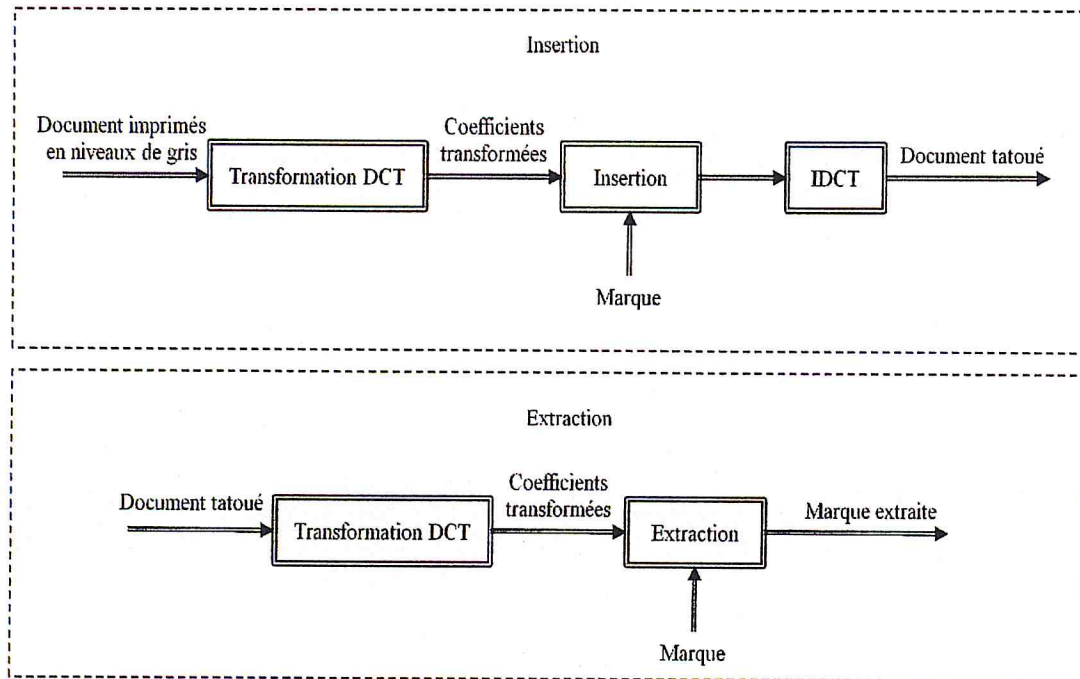 Insertion
Document imprimés
en niveaux de gris
Transformation DCT
Coefficients
transformées
Insertion
IDCT
Document tatoué
Marque
Extraction
Document tatoué
Transformation DCT
Coefficients
transformées
Extraction
Marque extraite
Marque